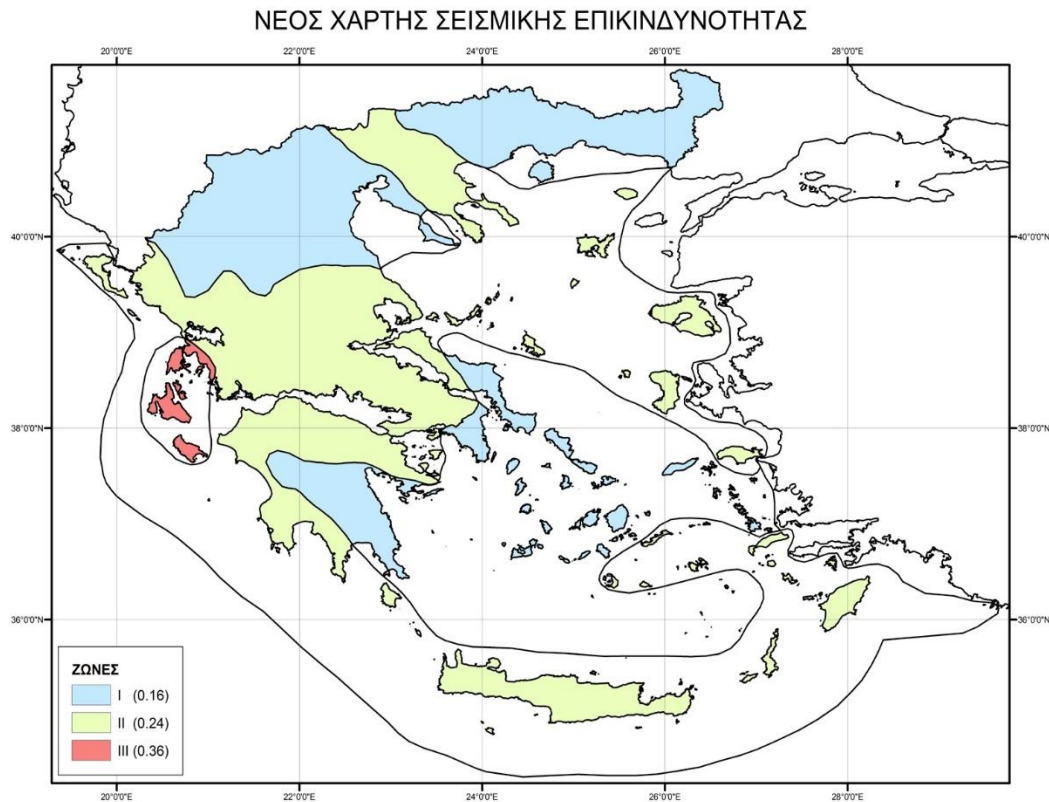 ΝΕΟΣ ΧΑΡΤΗΣ ΣΕΙΣΜΙΚΗΣ ΕΠΙΚΙΝΔΥΝΟΤΗΤΑΣ
20°0'0"E 22°0'0"E 24°0'0"E 26°0'0"E 28°0'0"E
40°0'0"N 40°0'0"N
38°0'0"N 38°0'0"N
36°0'0"N 36°0'0"N
ΖΩΝΕΣ
I (0.16)
II (0.24)
III (0.36)
20°0'0"E 22°0'0"E 24°0'0"E 26°0'0"E 28°0'0"E